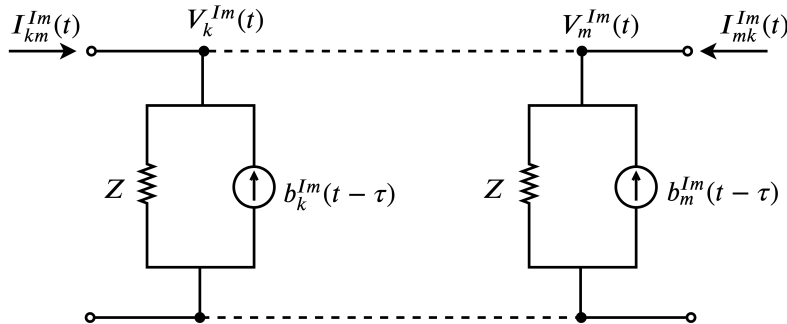 I_{km}^{Im}(t) V_k^{Im}(t) V_m^{Im}(t) I_{mk}^{Im}(t)
Z b_k^{Im}(t − τ) Z b_m^{Im}(t − τ)